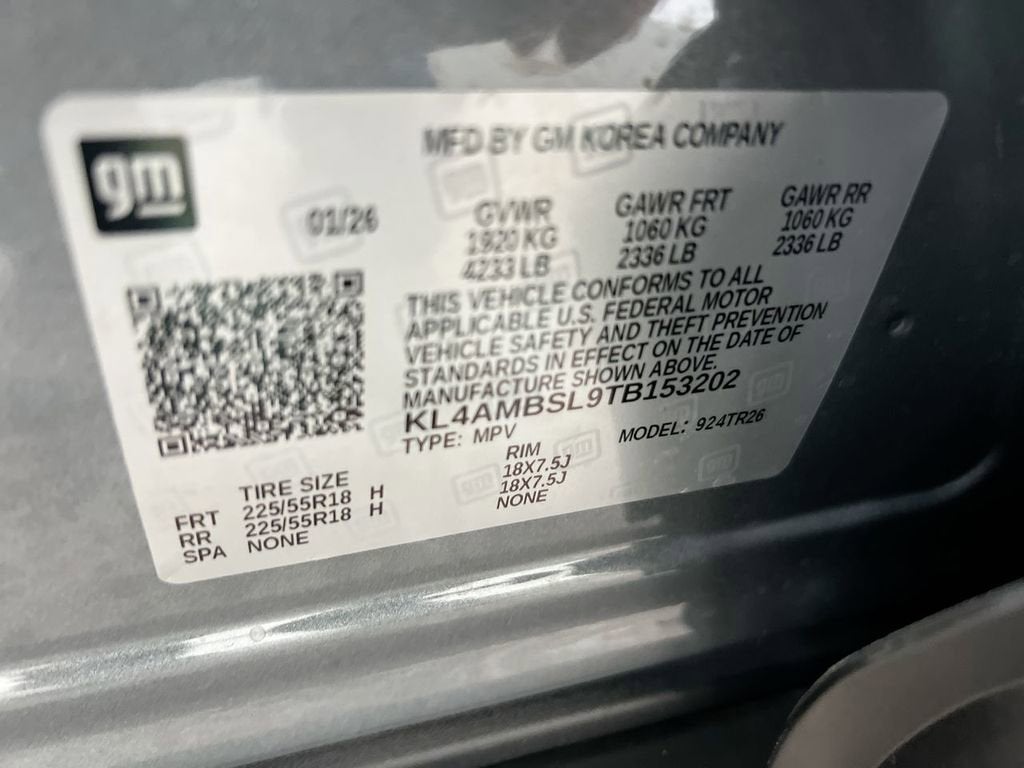 gm
MFD BY GM KOREA COMPANY
01/26
GVWR GAWR FRT GAWR RR
1920 KG 1060 KG 1060 KG
4233 LB 2336 LB 2336 LB
THIS VEHICLE CONFORMS TO ALL
APPLICABLE U.S. FEDERAL MOTOR
VEHICLE SAFETY AND THEFT PREVENTION
STANDARDS IN EFFECT ON THE DATE OF
MANUFACTURE SHOWN ABOVE.
KL4AMBSL9TB153202
TYPE: MPV MODEL: 924TR26
TIRE SIZE RIM
FRT 225/55R18 H 18X7.5J
RR 225/55R18 H 18X7.5J
SPA NONE NONE